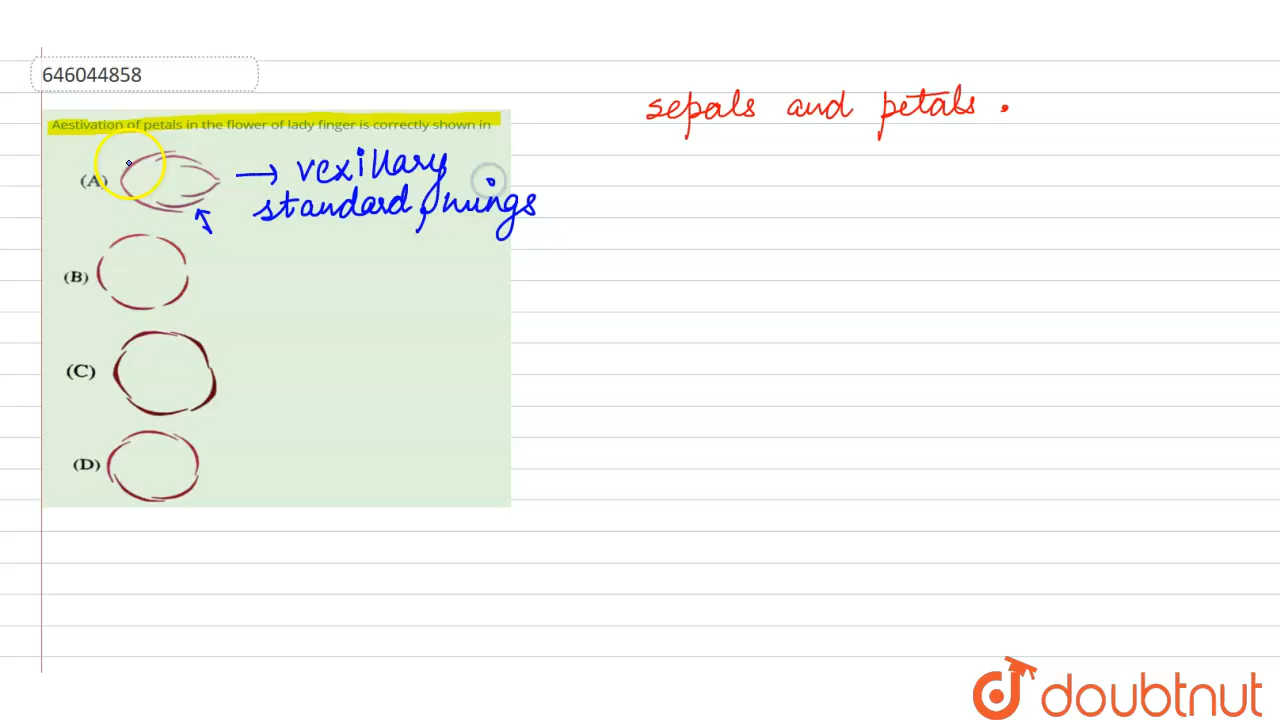 646044858
sepals and petals.
Aestivation of petals in the flower of lady finger is correctly shown in
(A) → vexillary
standard, wings
(B)
(C)
(D)
doubtnut